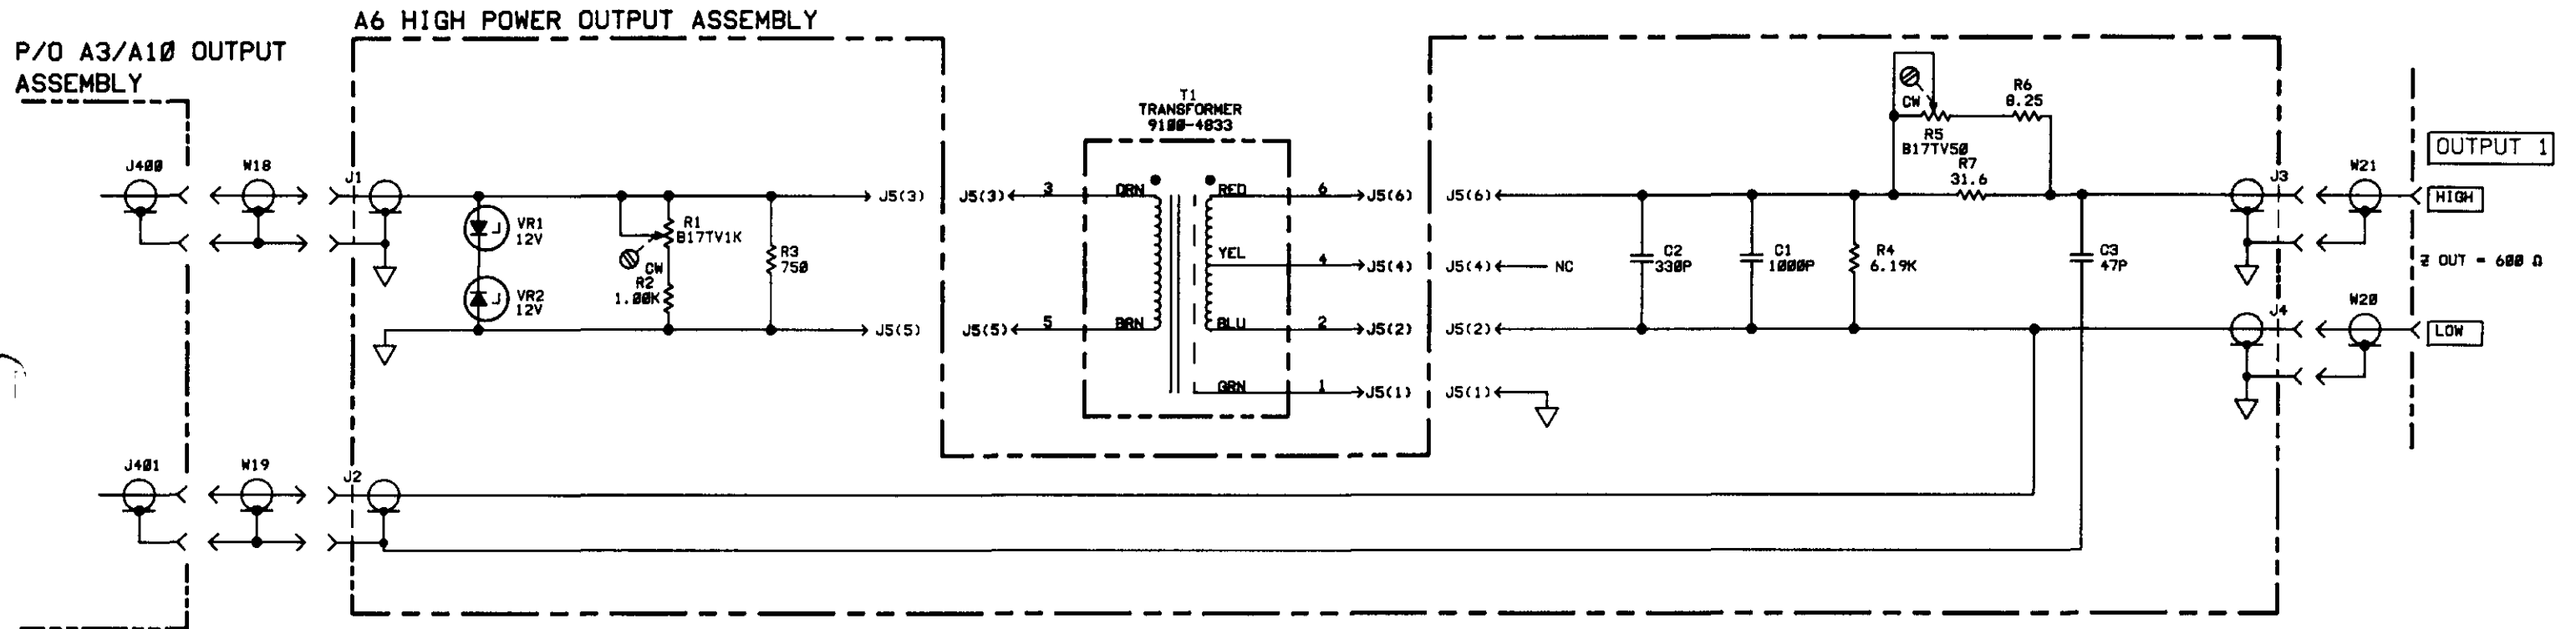 A6 HIGH POWER OUTPUT ASSEMBLY
P/O A3/A10 OUTPUT
ASSEMBLY
J400
W18
J1
VR1
12V
VR2
12V
R1
B17TV1K
CW
R2
1.00K
R3
750
J5(3)
J5(5)
T1
TRANSFORMER
9100-4833
J5(3)
3
ORN
RED
6
J5(6)
YEL
4
J5(4)
J5(5)
5
BRN
BLU
2
J5(2)
GRN
1
J5(1)
J5(6)
J5(4)
NC
J5(2)
J5(1)
C2
330P
C1
1000P
R4
6.19K
CW
R5
B17TV50
R6
8.25
R7
31.6
C3
47P
J3
W21
OUTPUT 1
HIGH
Z OUT = 600 Ω
J4
W20
LOW
J401
W19
J2